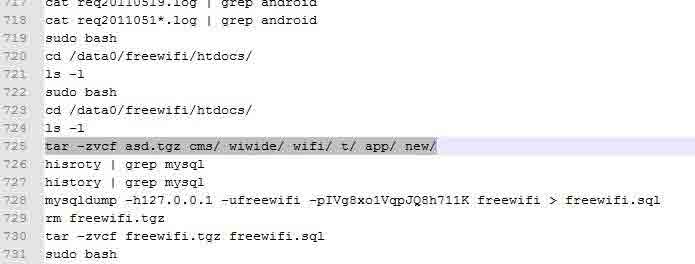 717 cat req20110519.log | grep android
718 cat req2011051*.log | grep android
719 sudo bash
720 cd /data0/freewifi/htdocs/
721 ls -l
722 sudo bash
723 cd /data0/freewifi/htdocs/
724 ls -l
725 tar -zvcf asd.tgz cms/ wiwide/ wifi/ t/ app/ new/
726 hisroty | grep mysql
727 history | grep mysql
728 mysqldump -h127.0.0.1 -ufreewifi -pIVg8xo1VqpJQ8h711K freewifi > freewifi.sql
729 rm freewifi.tgz
730 tar -zvcf freewifi.tgz freewifi.sql
731 sudo bash